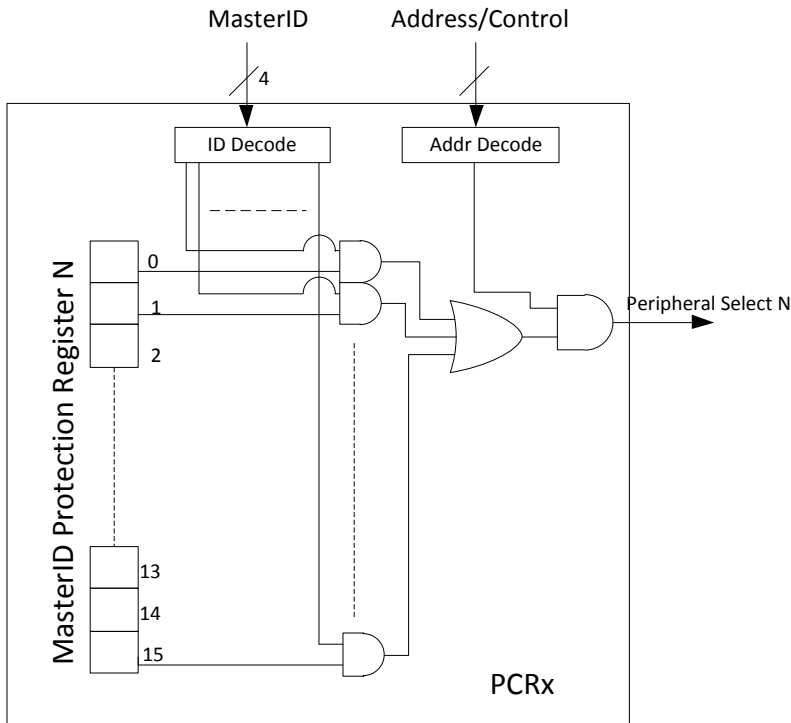 MasterID
Address/Control
4
ID Decode
Addr Decode
MasterID Protection Register N
0
1
2
13
14
15
Peripheral Select N
PCRx